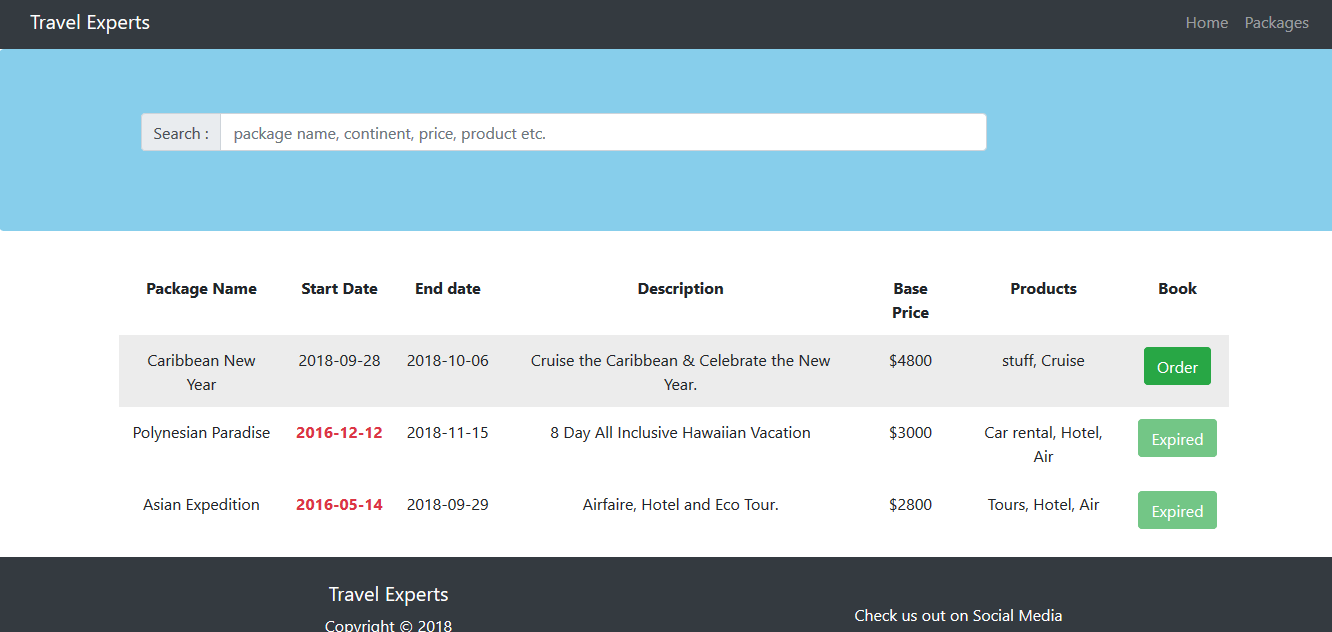 Travel Experts
Home Packages
Search : package name, continent, price, product etc.
Package Name Start Date End date Description Base Products Book
Price
Caribbean New 2018-09-28 2018-10-06 Cruise the Caribbean & Celebrate the New $4800 stuff, Cruise Order
Year Year.
Polynesian Paradise 2016-12-12 2018-11-15 8 Day All Inclusive Hawaiian Vacation $3000 Car rental, Hotel, Expired
Air
Asian Expedition 2016-05-14 2018-09-29 Airfaire, Hotel and Eco Tour. $2800 Tours, Hotel, Air Expired
Travel Experts
Check us out on Social Media
Copyright © 2018